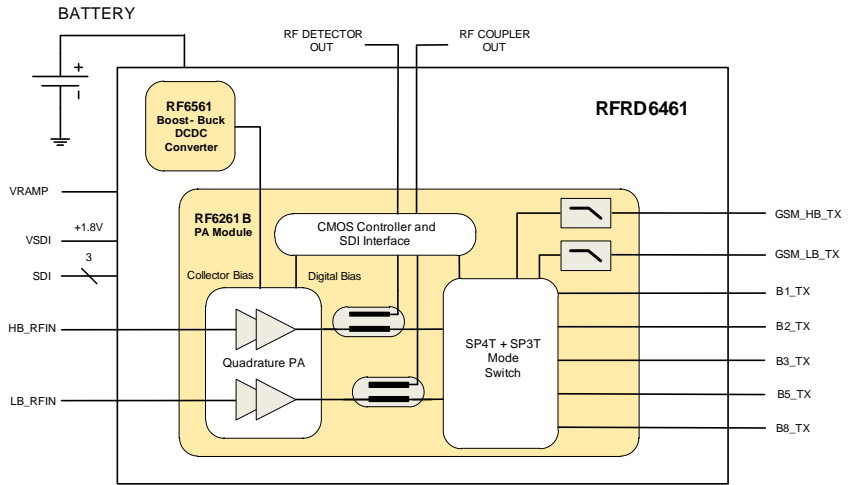 BATTERY
RF DETECTOR
OUT
RF COUPLER
OUT
+
RF6561
Boost- Buck
DCDC
Converter
RFRD6461
VRAMP
RF6261B
PA Module
CMOS Controller and
SDI Interface
GSM_HB_TX
VSDI
+1.8V
GSM_LB_TX
SDI
3
Collector Bias
Digital Bias
B1_TX
HB_RFIN
B2_TX
SP4T + SP3T
Mode
Switch
Quadrature PA
B3_TX
LB_RFIN
B5_TX
B8_TX